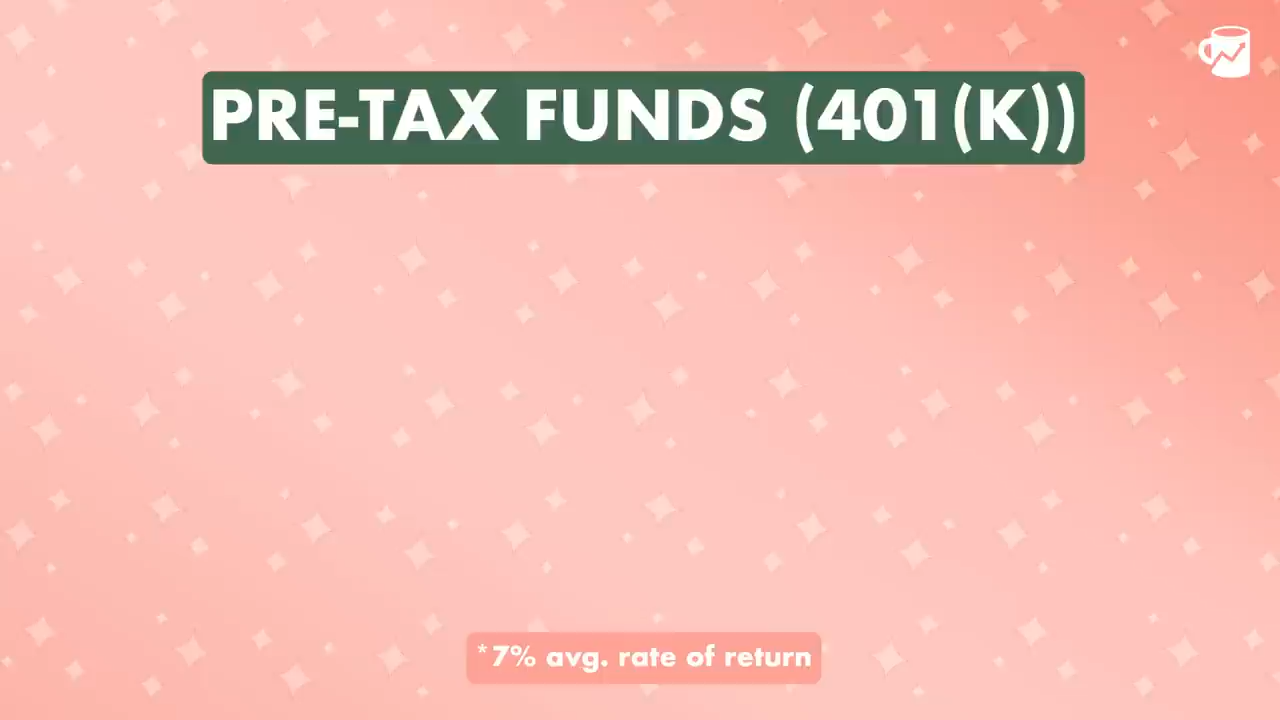 PRE-TAX FUNDS (401(K))
*7% avg. rate of return